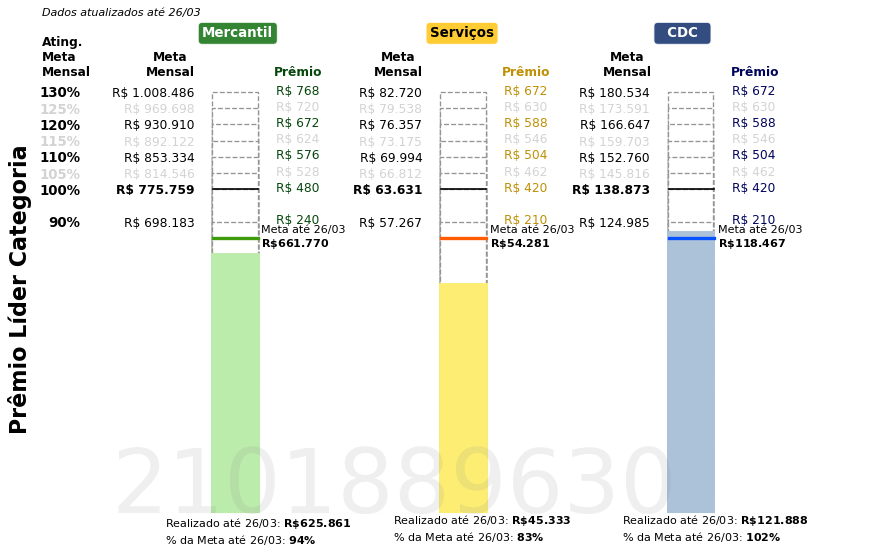 Dados atualizados até 26/03
Mercantil
Serviços
CDC
Ating.
Meta
Mensal
Meta
Mensal
Prêmio
Meta
Mensal
Prêmio
Meta
Mensal
Prêmio
130% R$ 1.008.486 R$ 768 R$ 82.720 R$ 672 R$ 180.534 R$ 672
125% R$ 969.698 R$ 720 R$ 79.538 R$ 630 R$ 173.591 R$ 630
120% R$ 930.910 R$ 672 R$ 76.357 R$ 588 R$ 166.647 R$ 588
115% R$ 892.122 R$ 624 R$ 73.175 R$ 546 R$ 159.703 R$ 546
110% R$ 853.334 R$ 576 R$ 69.994 R$ 504 R$ 152.760 R$ 504
105% R$ 814.546 R$ 528 R$ 66.812 R$ 462 R$ 145.816 R$ 462
100% R$ 775.759 R$ 480 R$ 63.631 R$ 420 R$ 138.873 R$ 420
90% R$ 698.183 R$ 240 R$ 57.267 R$ 210 R$ 124.985 R$ 210
Meta até 26/03
R$661.770
Meta até 26/03
R$54.281
Meta até 26/03
R$118.467
Prêmio Líder Categoria
2101889630
Realizado até 26/03: R$625.861
% da Meta até 26/03: 94%
Realizado até 26/03: R$45.333
% da Meta até 26/03: 83%
Realizado até 26/03: R$121.888
% da Meta até 26/03: 102%